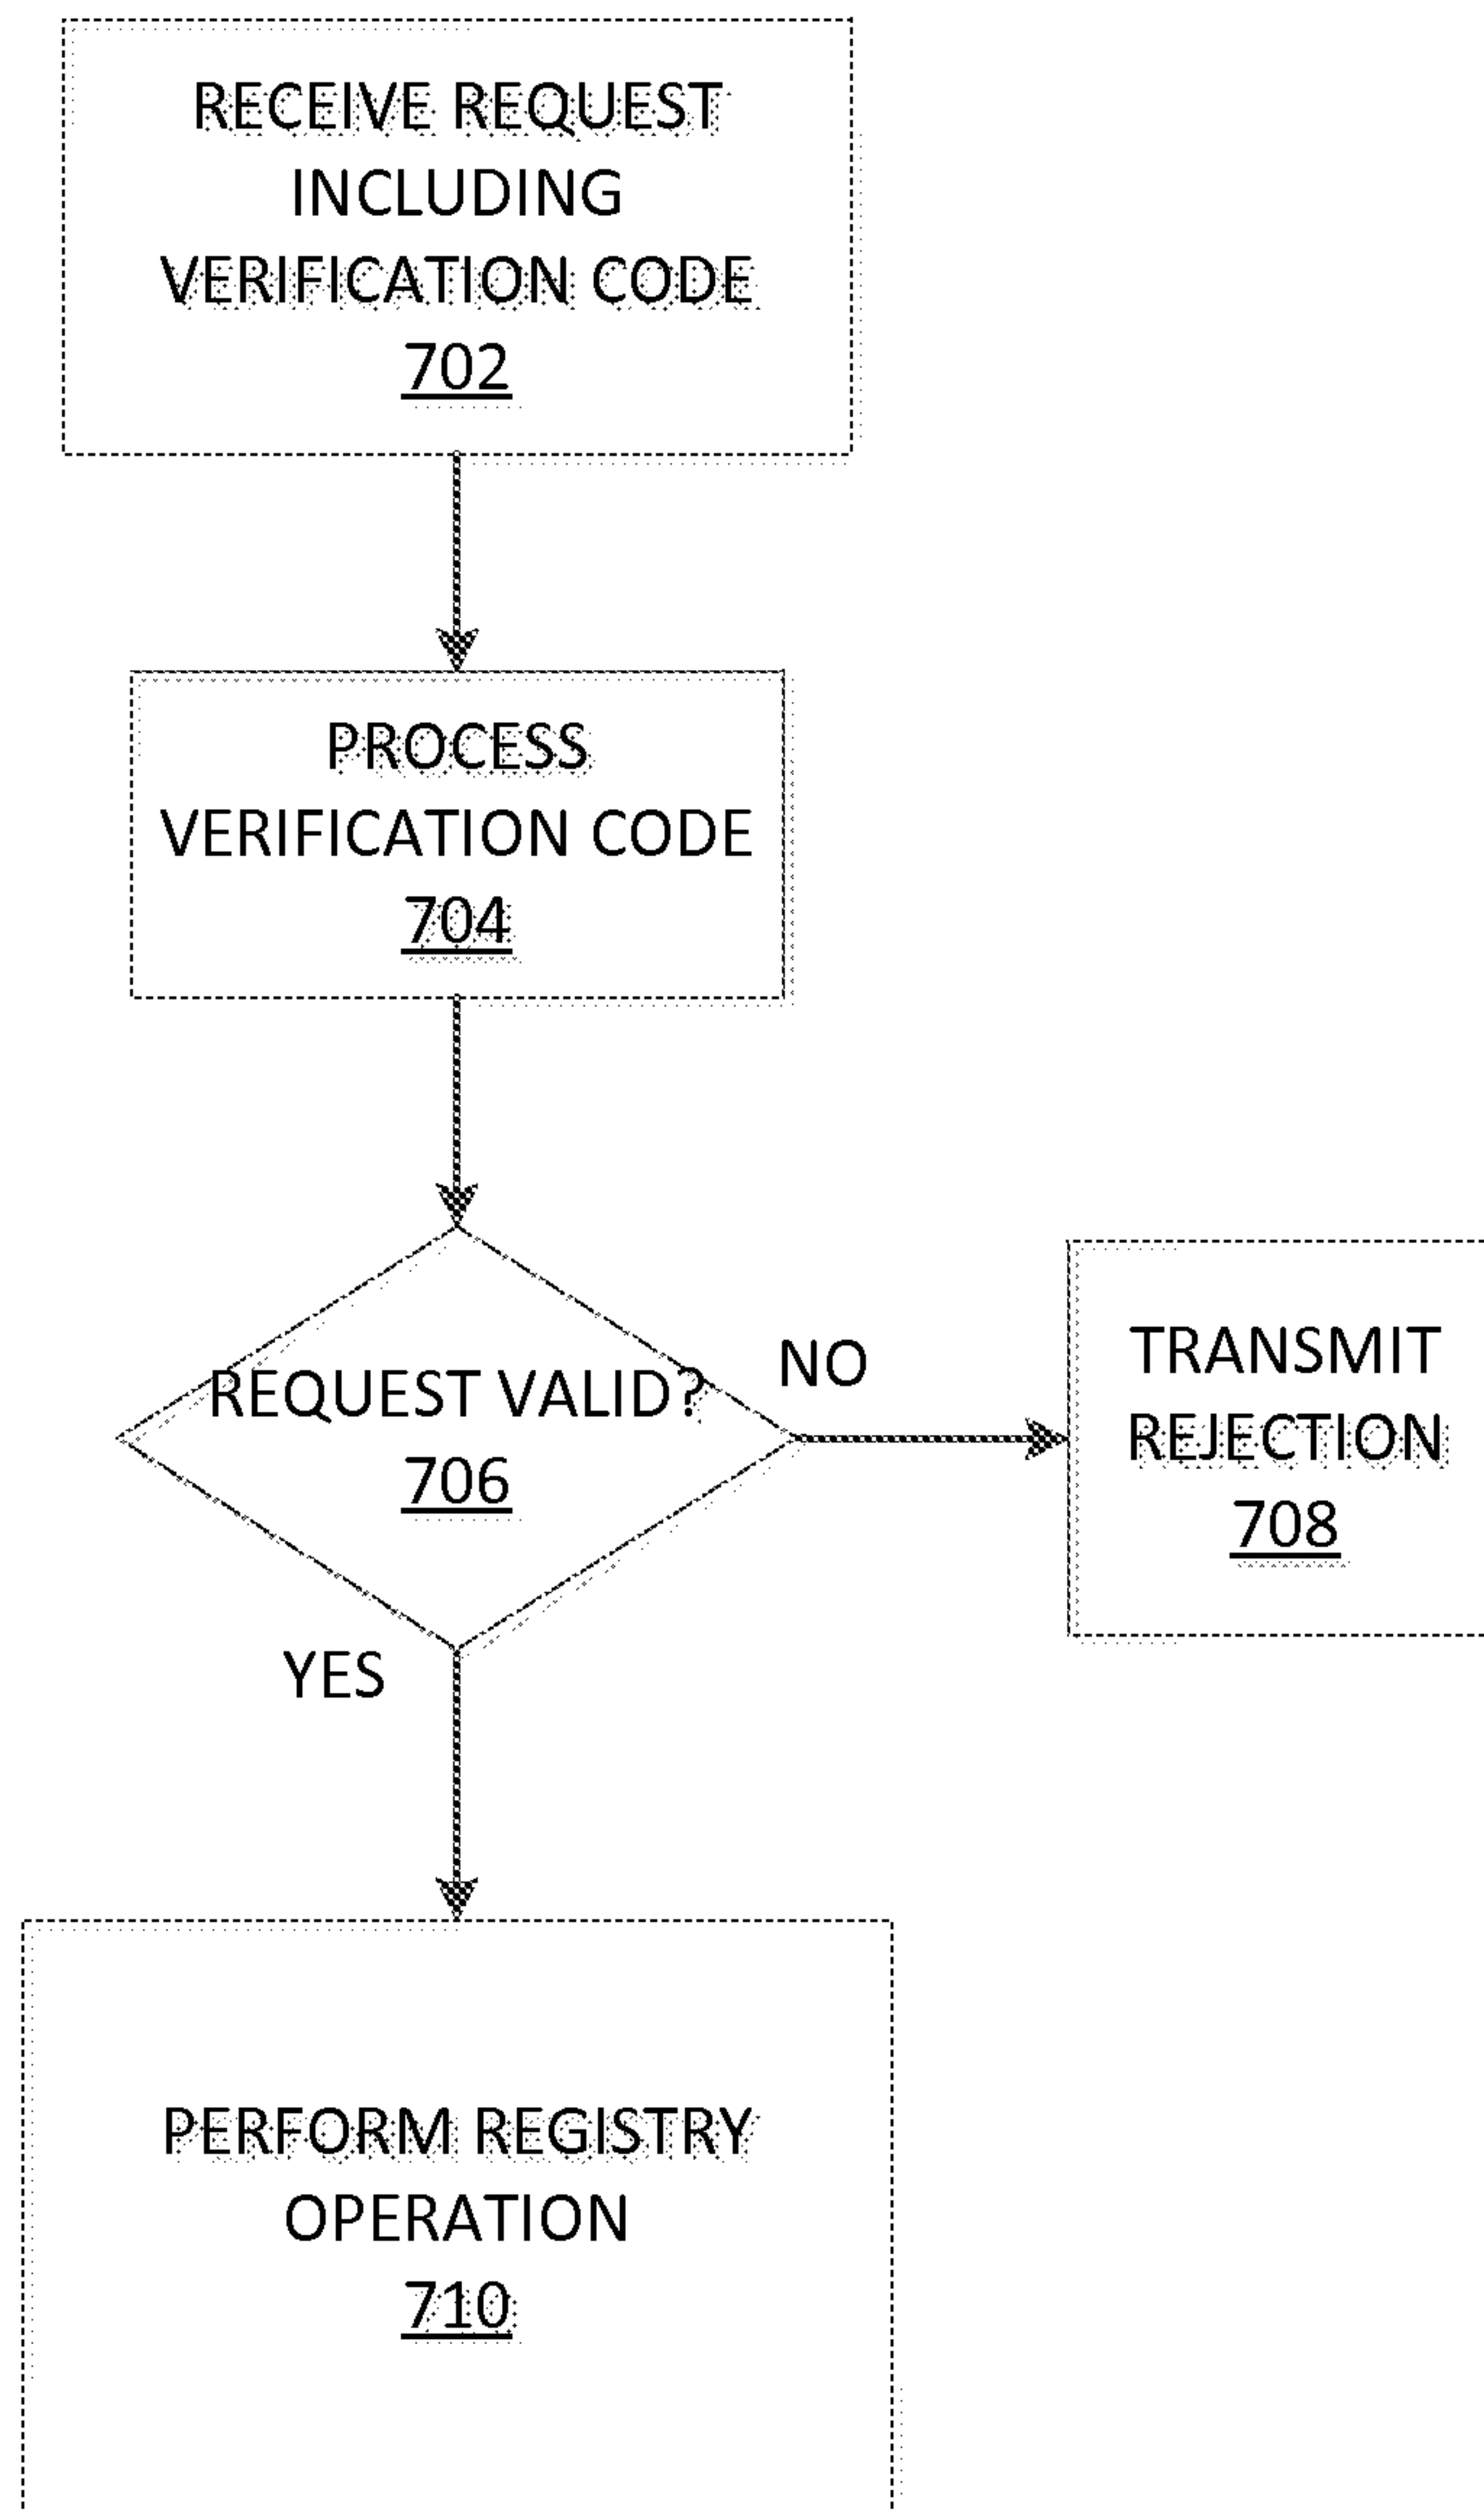 RECEIVE REQUEST
INCLUDING
VERIFICATION CODE
702
PROCESS
VERIFICATION CODE
704
REQUEST VALID?
706
NO
TRANSMIT
REJECTION
708
YES
PERFORM REGISTRY
OPERATION
710